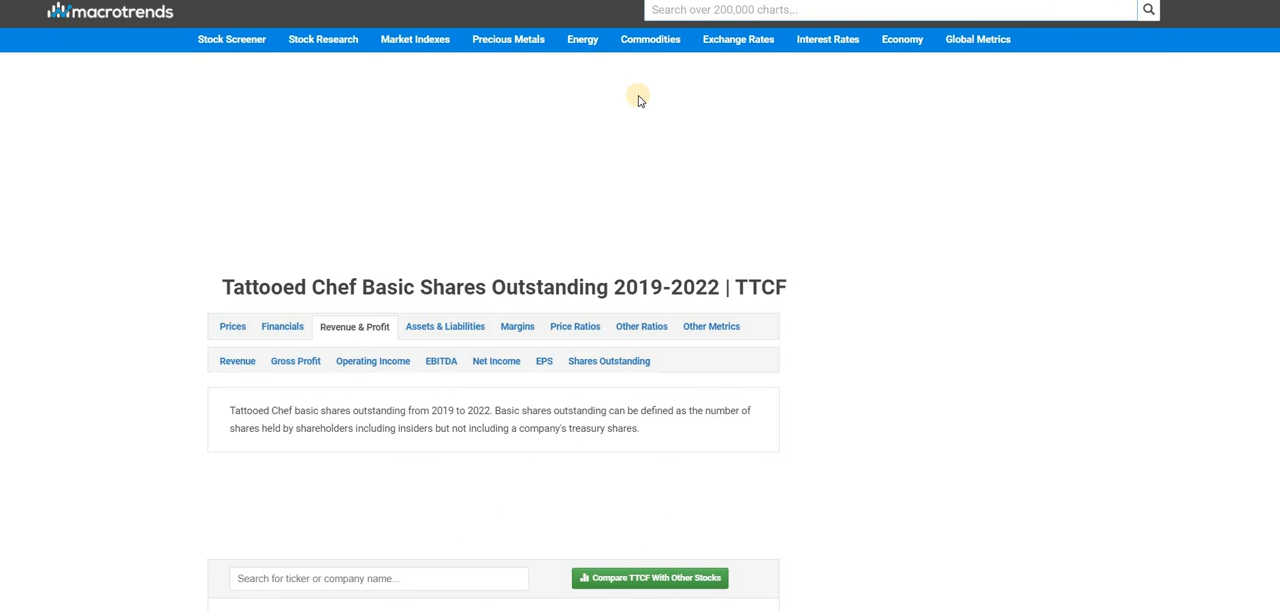 macrotrends
Search over 200,000 charts...
Stock Screener Stock Research Market Indexes Precious Metals Energy Commodities Exchange Rates Interest Rates Economy Global Metrics
Tattooed Chef Basic Shares Outstanding 2019-2022 | TTCF
Prices Financials Revenue & Profit Assets & Liabilities Margins Price Ratios Other Ratios Other Metrics
Revenue Gross Profit Operating Income EBITDA Net Income EPS Shares Outstanding
Tattooed Chef basic shares outstanding from 2019 to 2022. Basic shares outstanding can be defined as the number of
shares held by shareholders including insiders but not including a company's treasury shares.
Search for ticker or company name... Compare TTCF With Other Stocks